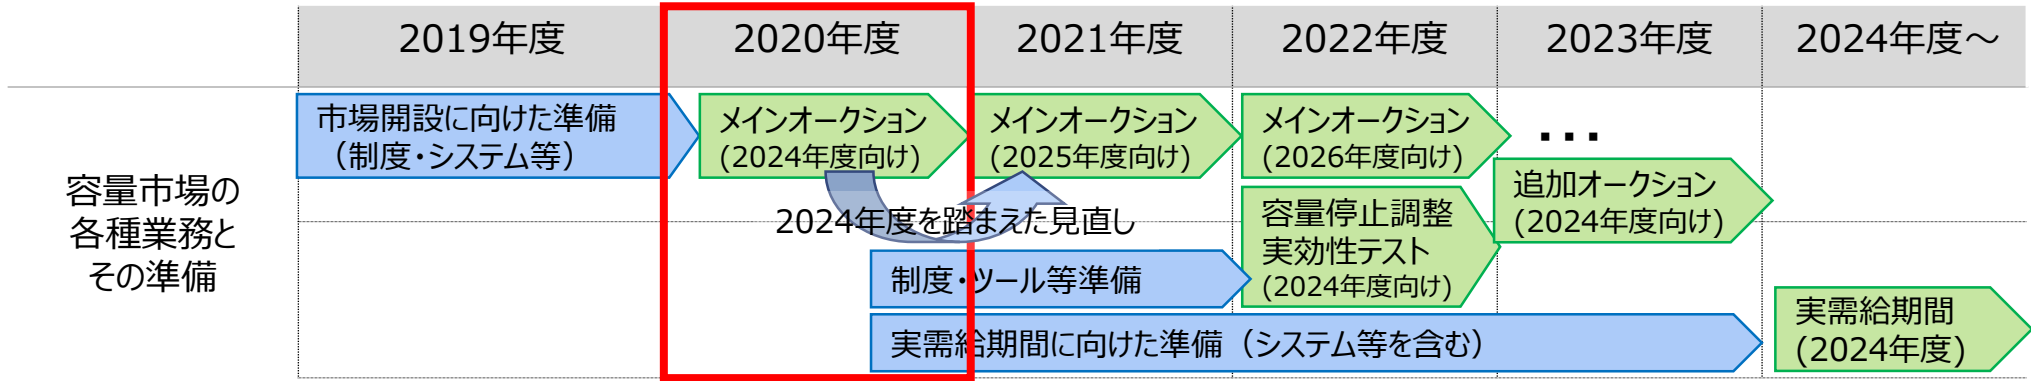 2019年度
2020年度
2021年度
2022年度
2023年度
2024年度～
容量市場の
各種業務と
その準備
市場開設に向けた準備
（制度・システム等）
メインオークション
(2024年度向け)
メインオークション
(2025年度向け)
メインオークション
(2026年度向け)
・・・
追加オークション
(2024年度向け)
2024年度を踏まえた見直し
容量停止調整
実効性テスト
(2024年度向け)
制度・ツール等準備
実需給期間に向けた準備（システム等を含む）
実需給期間
(2024年度)